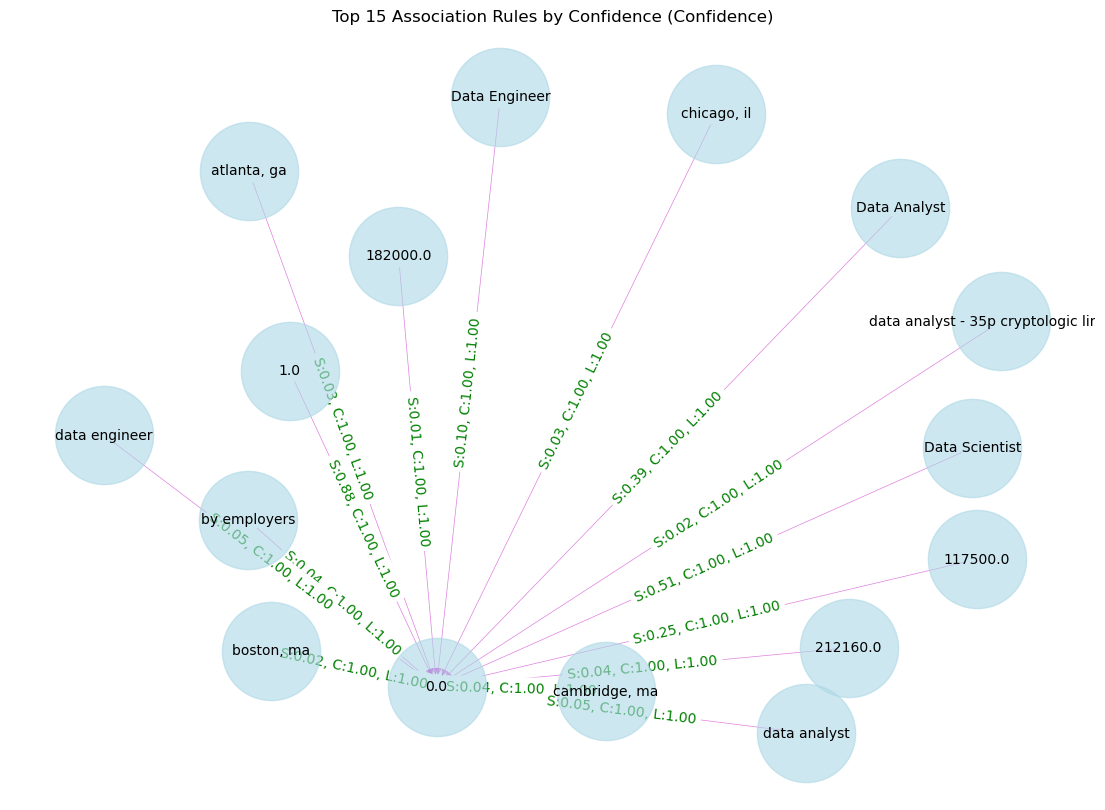 Top 15 Association Rules by Confidence (Confidence)
Data Engineer
chicago, il
atlanta, ga
Data Analyst
182000.0
data analyst - 35p cryptologic
1.0
S:0.10, C:1.00, L:1.00
S:0.03, C:1.00, L:1.00
S:0.03, C:1.00, L:1.00
S:0.01, C:1.00, L:1.00
S:0.88, C:1.00, L:1.00
S:0.39, C:1.00, L:1.00
data engineer
Data Scientist
S:0.02, C:1.00, L:1.00
by employers
S:0.05, C:1.00, L:1.00
S:0.04, C:1.00, L:1.00
S:0.51, C:1.00, L:1.00
117500.0
S:0.25, C:1.00, L:1.00
boston, ma
S:0.02, C:1.00, L:1.00
212160.0
S:0.04, C:1.00, L:1.00
0.0
S:0.04, C:1.00
cambridge, ma
S:0.05, C:1.00, L:1.00
data analyst